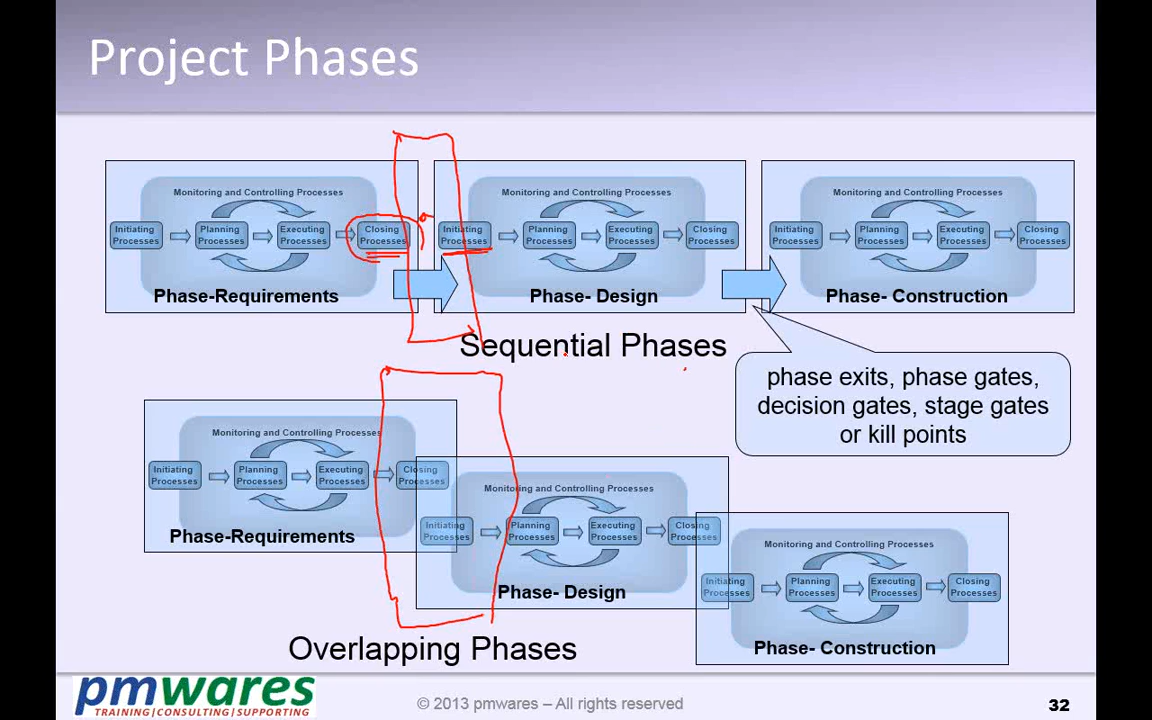 Project Phases
Monitoring and Controlling Processes
Initiating
Processes
Planning
Processes
Executing
Processes
Closing
Processes
Phase-Requirements
Monitoring and Controlling Processes
Initiating
Processes
Planning
Processes
Executing
Processes
Closing
Processes
Phase- Design
Monitoring and Controlling Processes
Initiating
Processes
Planning
Processes
Executing
Processes
Closing
Processes
Phase- Construction
Sequential Phases
phase exits, phase gates,
decision gates, stage gates
or kill points
Monitoring and Controlling Processes
Initiating
Processes
Planning
Processes
Executing
Processes
Closing
Processes
Phase-Requirements
Monitoring and Controlling Processes
Initiating
Processes
Planning
Processes
Executing
Processes
Closing
Processes
Phase- Design
Monitoring and Controlling Processes
Initiating
Processes
Planning
Processes
Executing
Processes
Closing
Processes
Phase- Construction
Overlapping Phases
pmwares
TRAINING|CONSULTING|SUPPORTING
© 2013 pmwares – All rights reserved
32